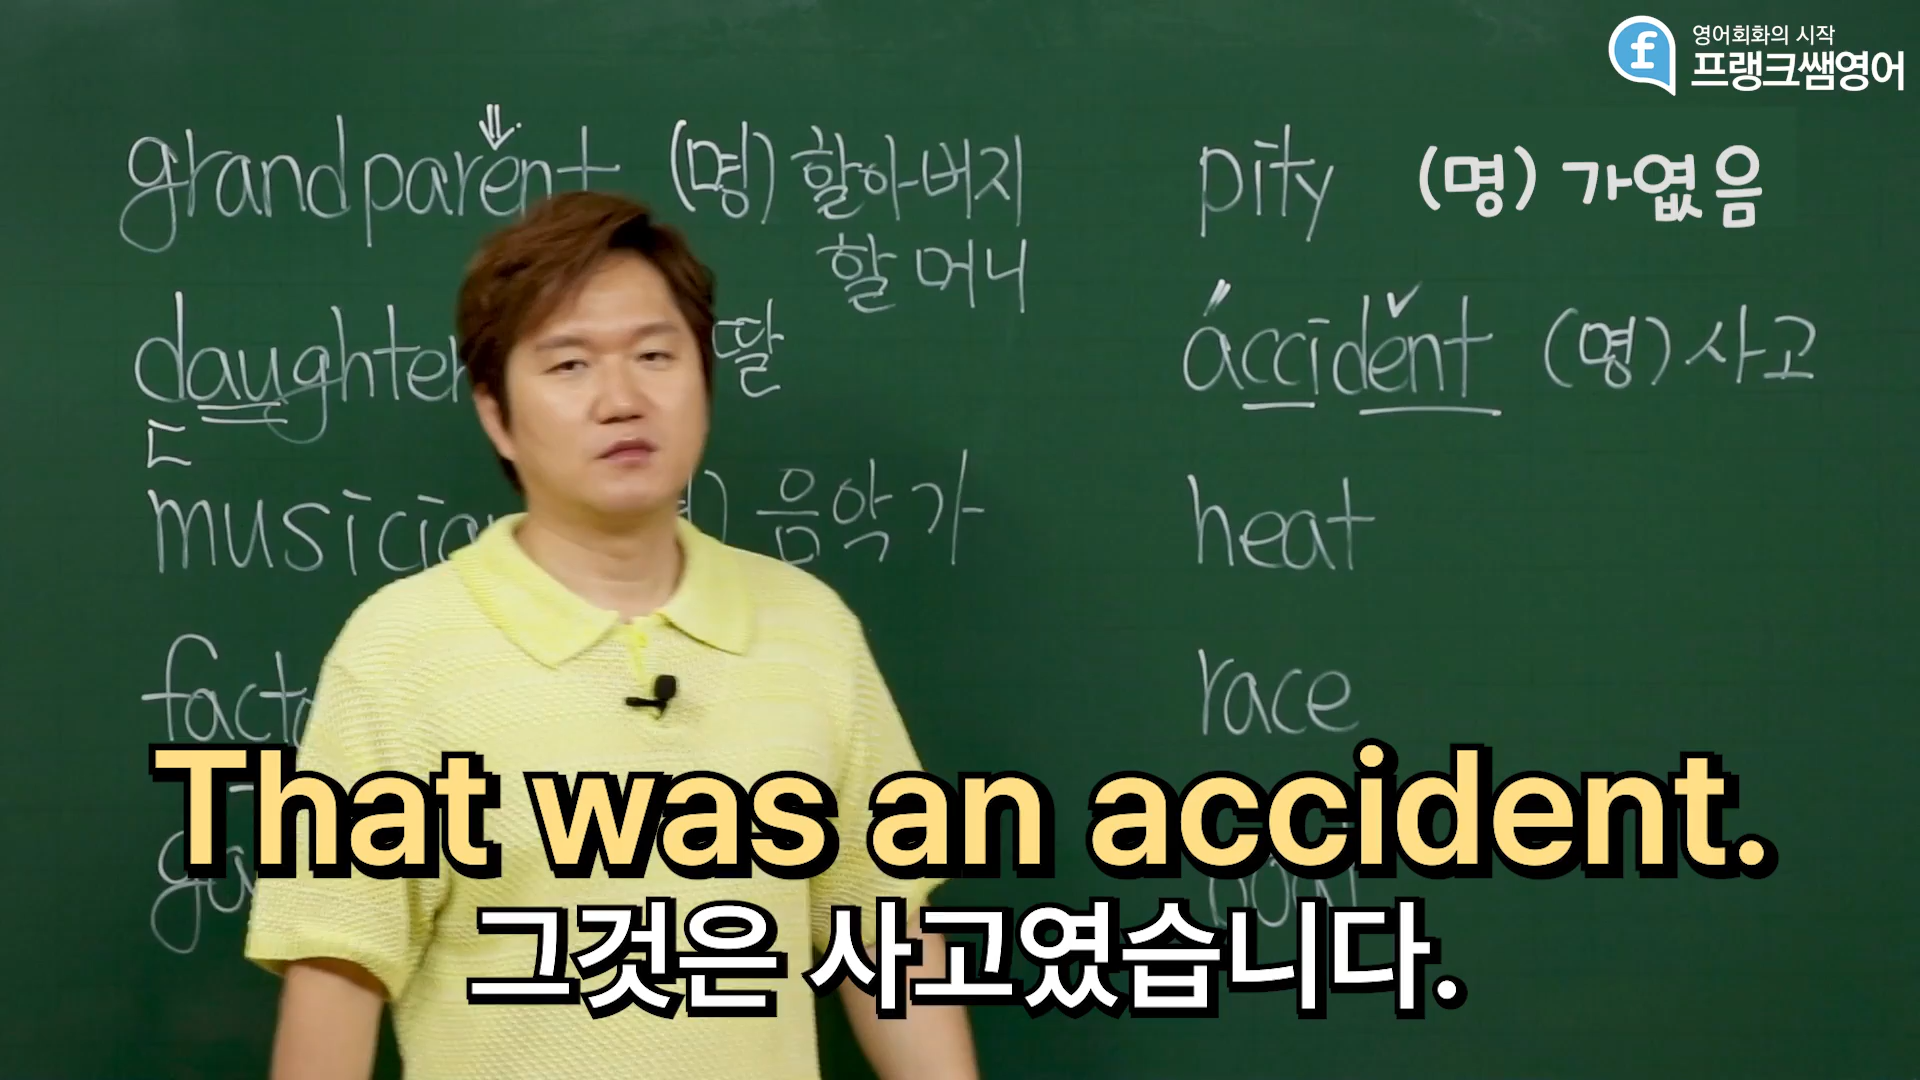 영어회화의 시작
프랭크쌤영어
grandparent (명) 할아버지
할머니
딸
ㄷ
음악가
pity (명) 가엾음
accident (명) 사고
heat
race
That was an accident.
그것은 사고였습니다.